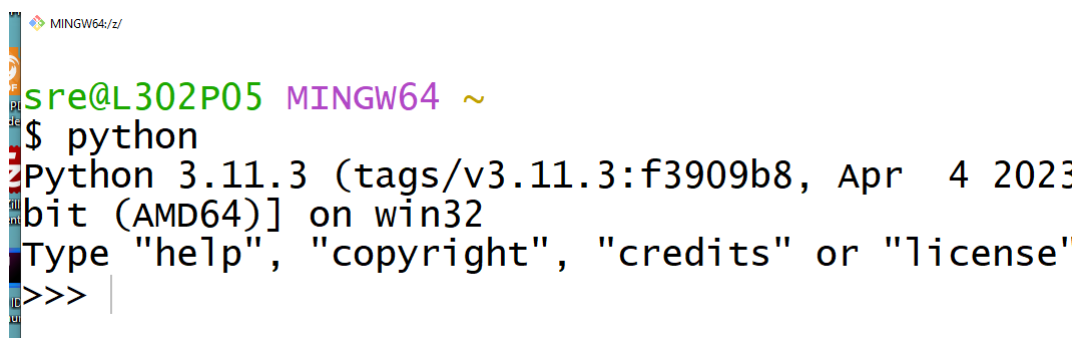 MINGW64:/z/
sre@L302P05 MINGW64 ~
$ python
Python 3.11.3 (tags/v3.11.3:f3909b8, Apr  4 2023
bit (AMD64)] on win32
Type "help", "copyright", "credits" or "license"
>>>